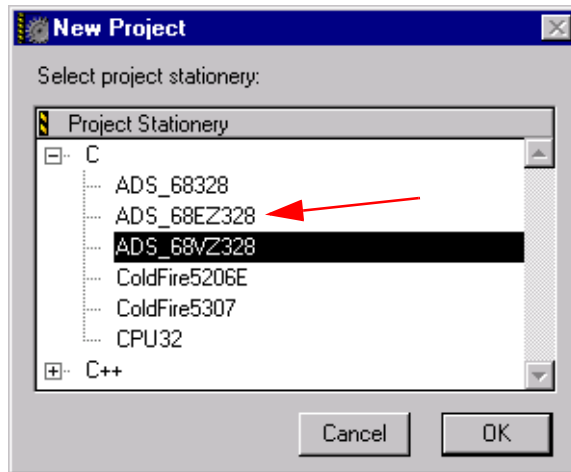 New Project
Select project stationery:
Project Stationery
C
ADS_68328
ADS_68EZ328
ADS_68VZ328
ColdFire5206E
ColdFire5307
CPU32
C++
Cancel OK